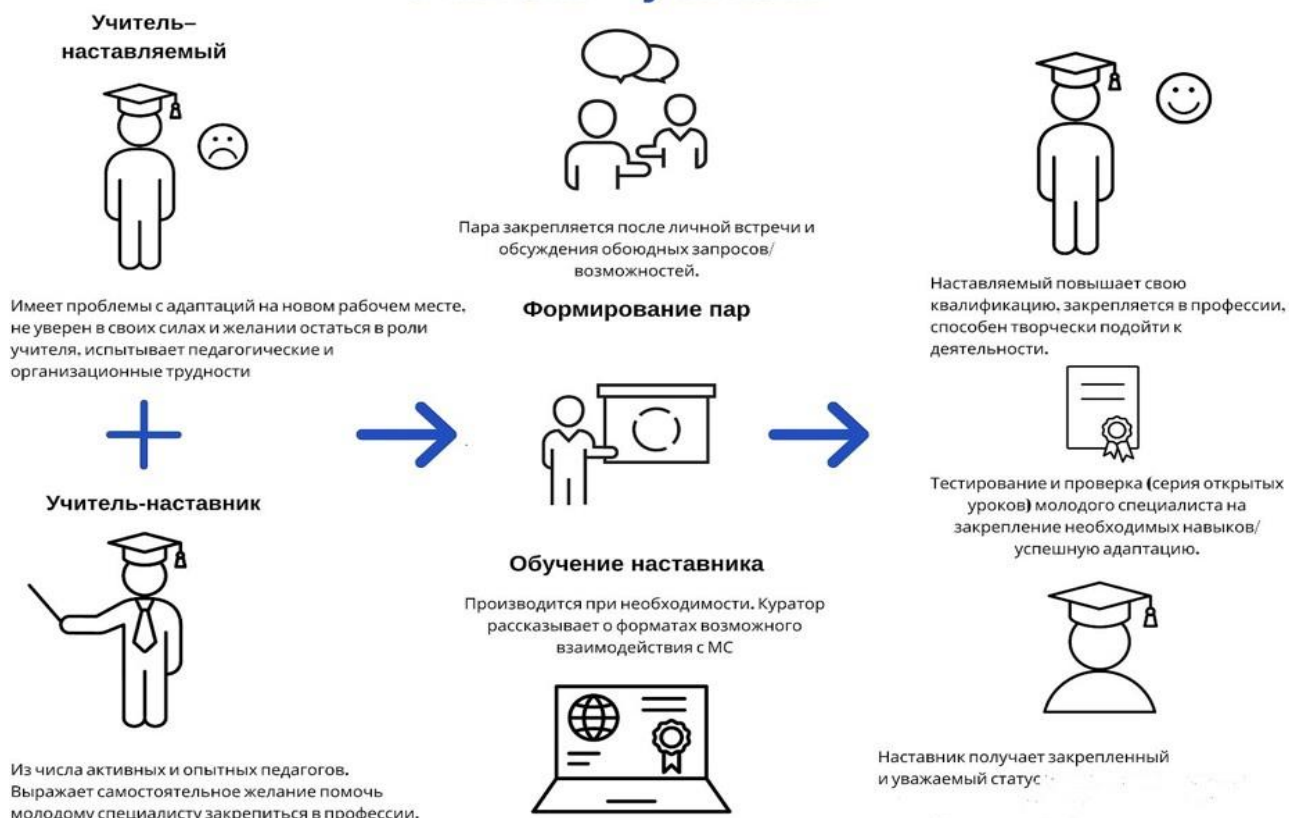 Учитель–
наставляемый
Имеет проблемы с адаптаций на новом рабочем месте,
не уверен в своих силах и желании остаться в роли
учителя, испытывает педагогические и
организационные трудности
Учитель-наставник
Из числа активных и опытных педагогов.
Выражает самостоятельное желание помочь
молодому специалисту закрепиться в профессии.
Пара закрепляется после личной встречи и
обсуждения обоюдных запросов/
возможностей.
Формирование пар
Обучение наставника
Производится при необходимости. Куратор
рассказывает о форматах возможного
взаимодействия с МС
Наставляемый повышает свою
квалификацию, закрепляется в профессии,
способен творчески подойти к
деятельности.
Тестирование и проверка (серия открытых
уроков) молодого специалиста на
закрепление необходимых навыков/
успешную адаптацию.
Наставник получает закрепленный
и уважаемый статус